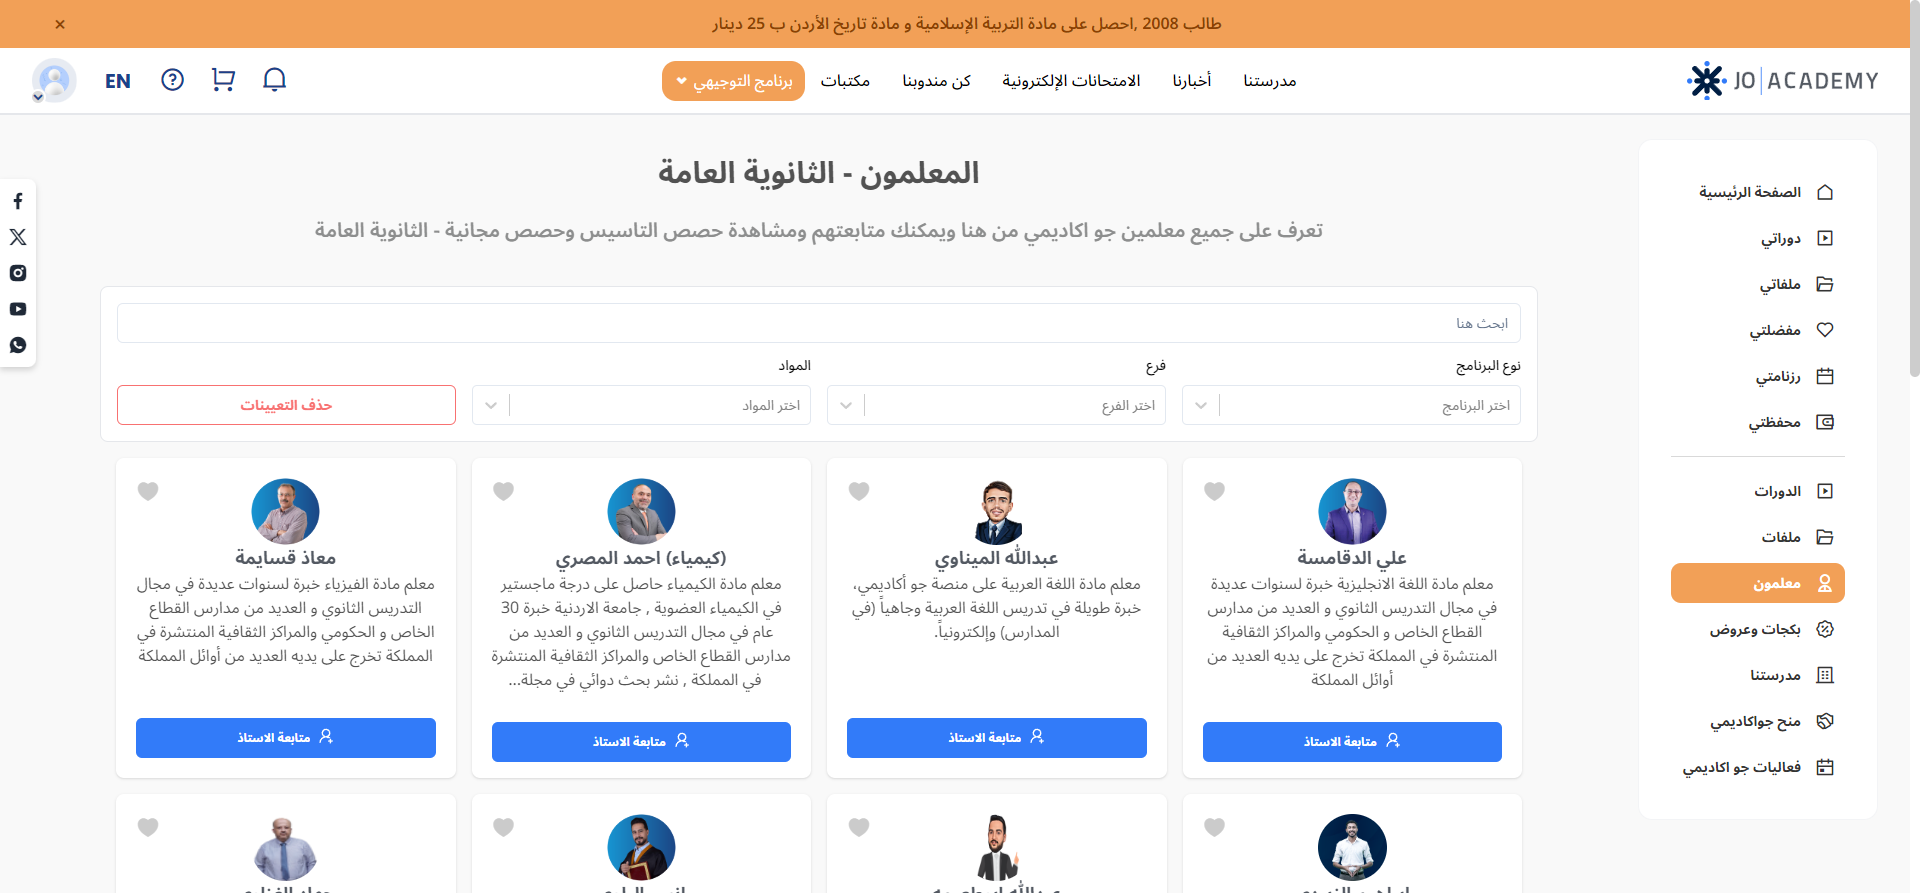 طالب 2008 ,احصل على مادة التربية الإسلامية و مادة تاريخ الأردن ب 25 دينار
×
JO ACADEMY
مدرستنا
أخبارنا
الامتحانات الإلكترونية
كن مندوبنا
مكتبات
برنامج التوجيهي
EN
الصفحة الرئيسية
دوراتي
ملفاتي
مفضلتي
رزنامتي
محفظتي
الدورات
ملفات
معلمون
بكجات وعروض
مدرستنا
منح جواكاديمي
فعاليات جو اكاديمي
المعلمون - الثانوية العامة
تعرف على جميع معلمين جو اكاديمي من هنا ويمكنك متابعتهم ومشاهدة حصص التاسيس وحصص مجانية - الثانوية العامة
ابحث هنا
نوع البرنامج
فرع
المواد
اختر البرنامج
اختر الفرع
اختر المواد
حذف التعيينات
علي الدقامسة
معلم مادة اللغة الانجليزية خبرة لسنوات عديدة
في مجال التدريس الثانوي و العديد من مدارس
القطاع الخاص و الحكومي والمراكز الثقافية
المنتشرة في المملكة تخرج على يديه العديد من
أوائل المملكة
متابعة الاستاذ
عبدالله الميناوي
معلم مادة اللغة العربية على منصة جو أكاديمي،
خبرة طويلة في تدريس اللغة العربية وجاهياً (في
المدارس) وإلكترونياً.
متابعة الاستاذ
(كيمياء) احمد المصري
معلم مادة الكيمياء حاصل على درجة ماجستير
في الكيمياء العضوية , جامعة الاردنية خبرة 30
عام في مجال التدريس الثانوي و العديد من
مدارس القطاع الخاص والمراكز الثقافية المنتشرة
في المملكة , نشر بحث دوائي في مجلة...
متابعة الاستاذ
معاذ قسايمة
معلم مادة الفيزياء خبرة لسنوات عديدة في مجال
التدريس الثانوي و العديد من مدارس القطاع
الخاص و الحكومي والمراكز الثقافية المنتشرة في
المملكة تخرج على يديه العديد من أوائل المملكة
متابعة الاستاذ